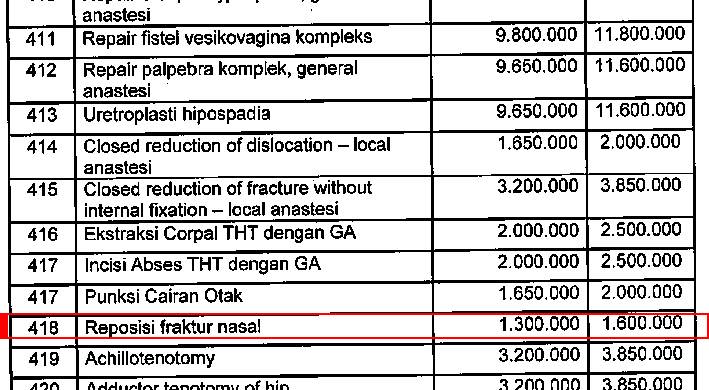 anastesi
411 Repair fistel vesikovagina kompleks 9.800.000 11.800.000
412 Repair palpebra komplek, general 9.650.000 11.600.000
anastesi
413 Uretroplasti hipospadia 9.650.000 11.600.000
414 Closed reduction of dislocation – local 1.650.000 2.000.000
anastesi
415 Closed reduction of fracture without 3.200.000 3.850.000
internal fixation – local anastesi
416 Ekstraksi Corpal THT dengan GA 2.000.000 2.500.000
417 Incisi Abses THT dengan GA 2.000.000 2.500.000
417 Punksi Cairan Otak 1.650.000 2.000.000
418 Reposisi fraktur nasal 1.300.000 1.600.000
419 Achillotenotomy 3.200.000 3.850.000
420 Adductor tenotomy of hip 3.200.000 3.850.000